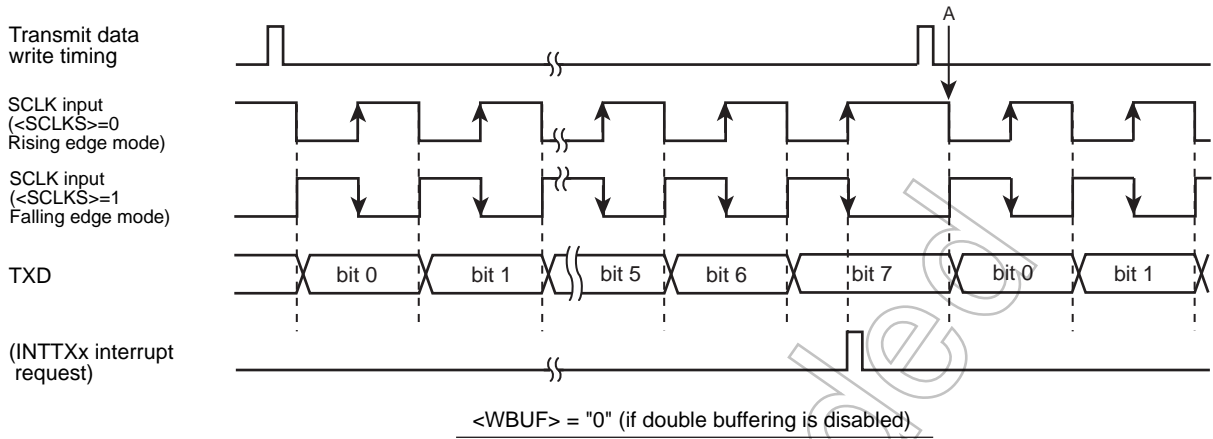 Transmit data
write timing
A
SCLK input
(<SCLKS>=0
Rising edge mode)
SCLK input
(<SCLKS>=1
Falling edge mode)
TXD
bit 0
bit 1
bit 5
bit 6
bit 7
bit 0
bit 1
(INTTXx interrupt
request)
<WBUF> = "0" (if double buffering is disabled)